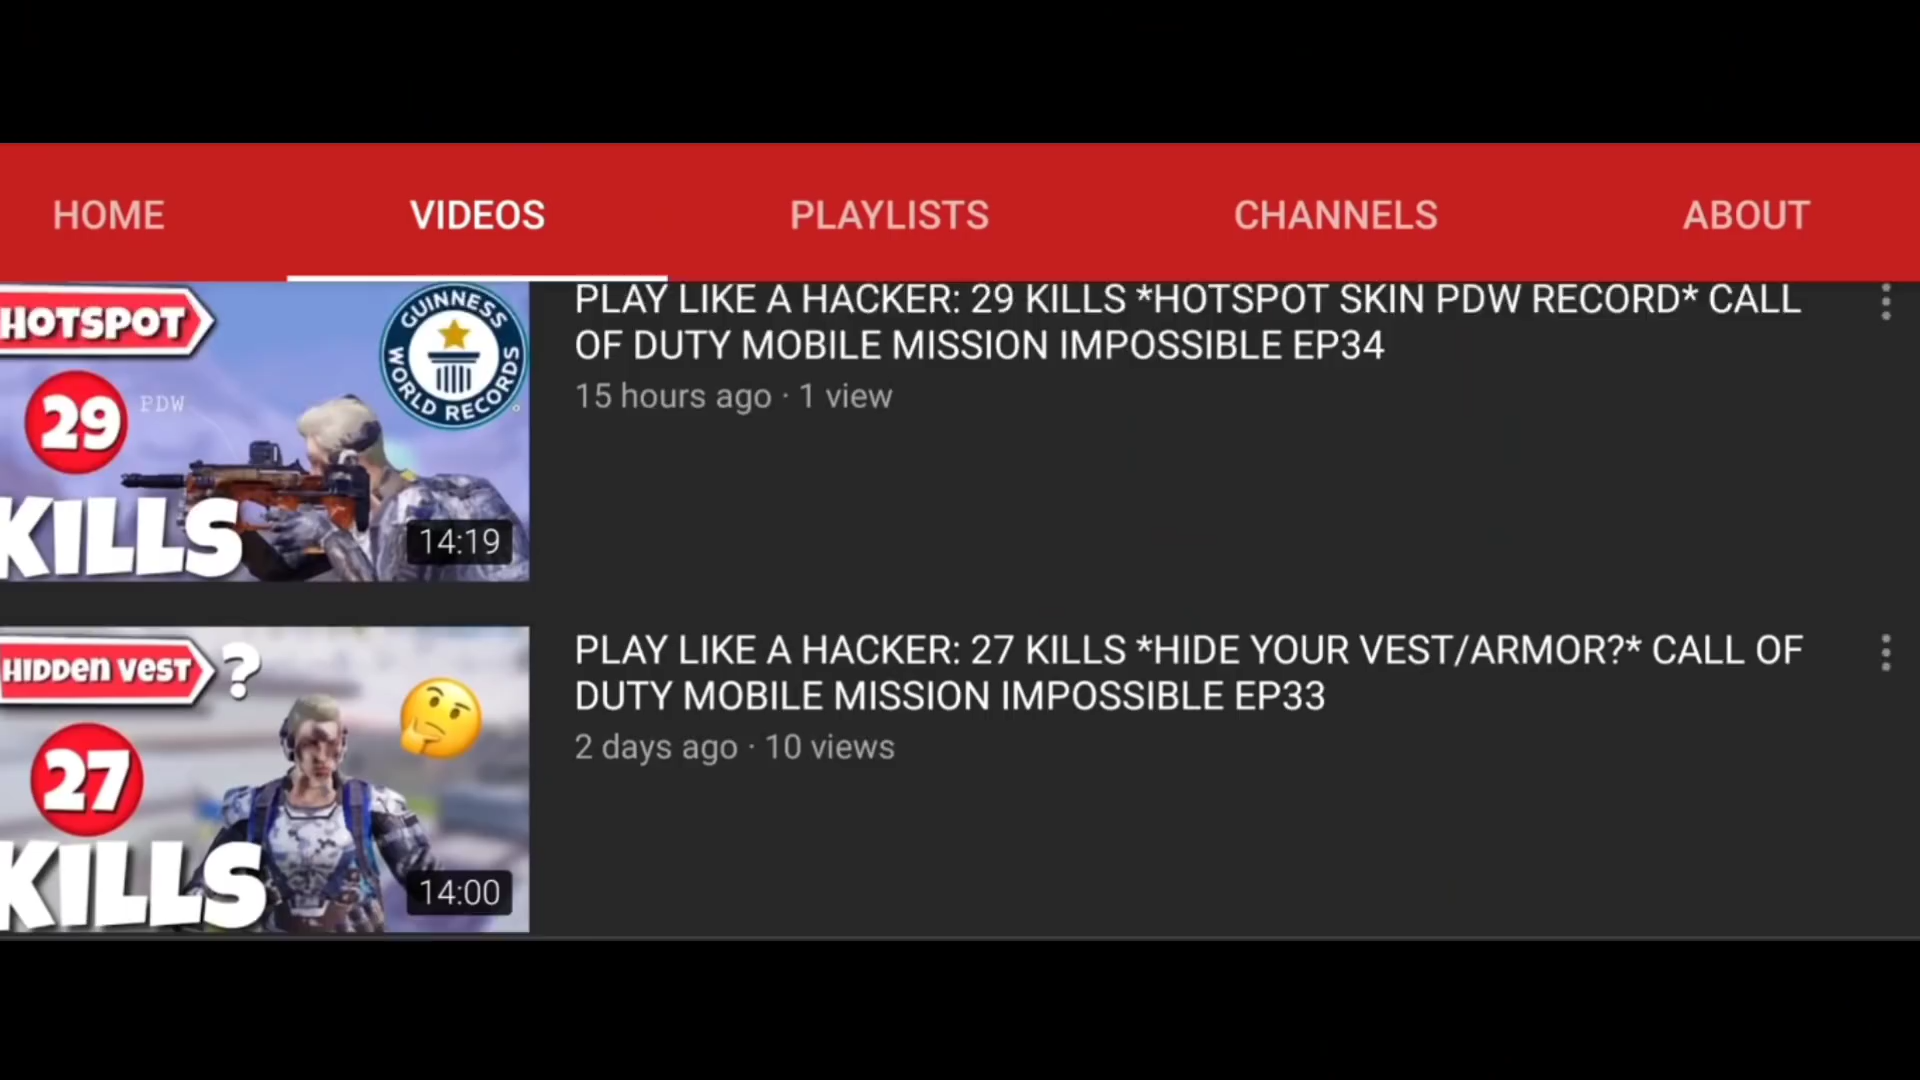 HOME
VIDEOS
PLAYLISTS
CHANNELS
ABOUT
HOTSPOT
GUINNESS
WORLD RECORDS
29
PDW
KILLS
14:19
PLAY LIKE A HACKER: 29 KILLS *HOTSPOT SKIN PDW RECORD* CALL
OF DUTY MOBILE MISSION IMPOSSIBLE EP34
15 hours ago · 1 view
HIDDEN VEST ?
27
KILLS
14:00
PLAY LIKE A HACKER: 27 KILLS *HIDE YOUR VEST/ARMOR?* CALL OF
DUTY MOBILE MISSION IMPOSSIBLE EP33
2 days ago · 10 views